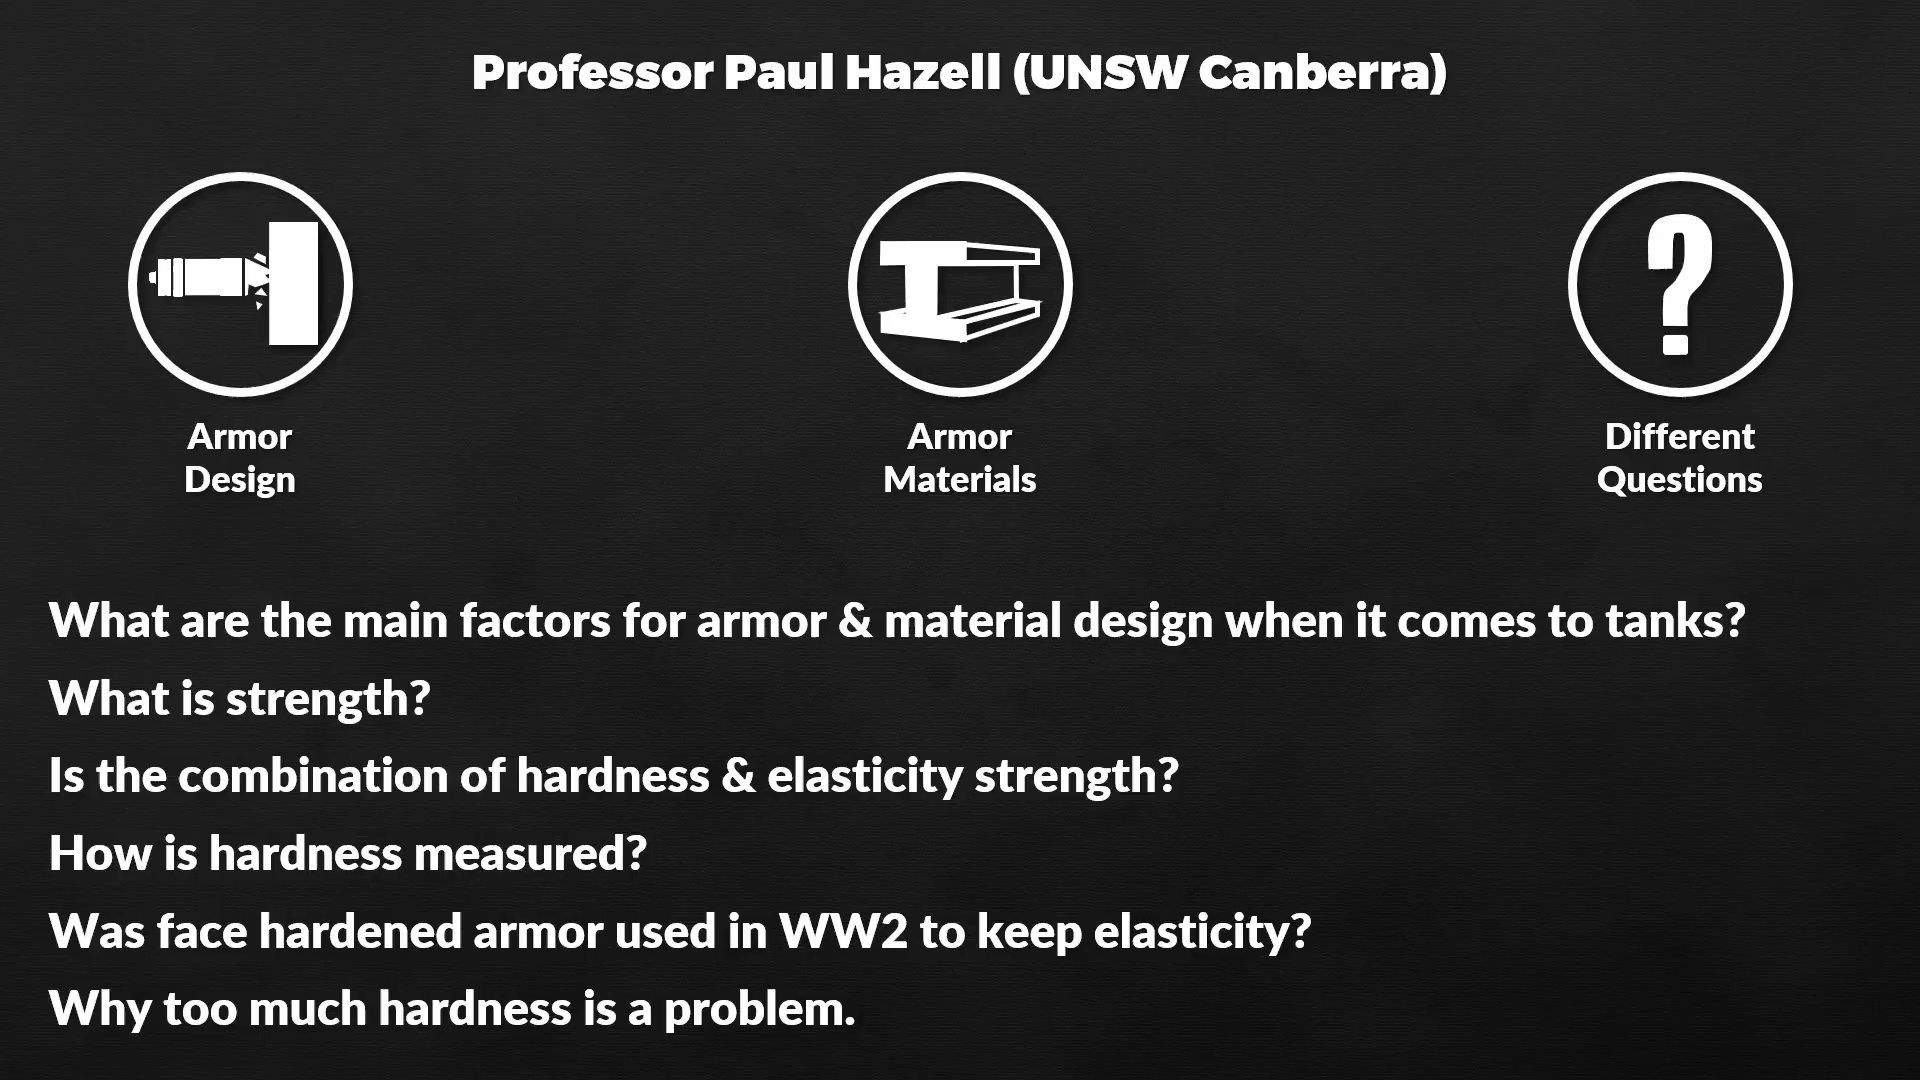 Professor Paul Hazell (UNSW Canberra)
Armor
Design
Armor
Materials
?
Different
Questions
What are the main factors for armor & material design when it comes to tanks?
What is strength?
Is the combination of hardness & elasticity strength?
How is hardness measured?
Was face hardened armor used in WW2 to keep elasticity?
Why too much hardness is a problem.